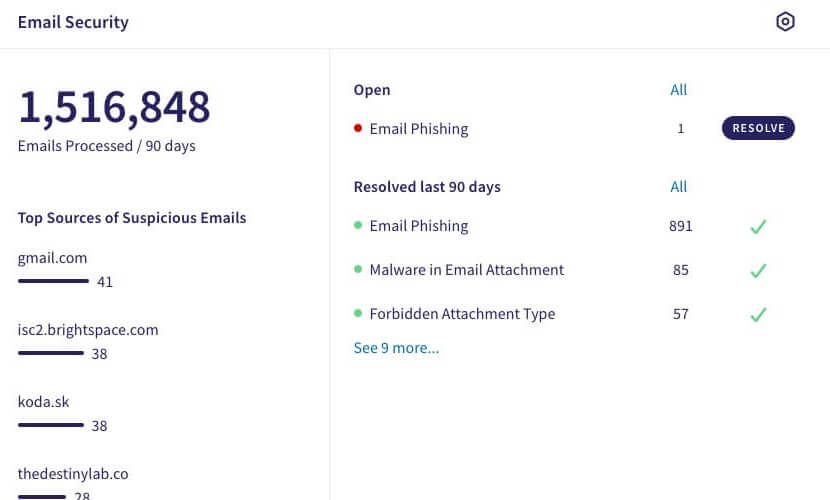 Email Security
1,516,848
Emails Processed / 90 days
Top Sources of Suspicious Emails
gmail.com
41
isc2.brightspace.com
38
koda.sk
38
thedestinylab.co
28
Open All
Email Phishing 1 RESOLVE
Resolved last 90 days All
Email Phishing 891
Malware in Email Attachment 85
Forbidden Attachment Type 57
See 9 more...